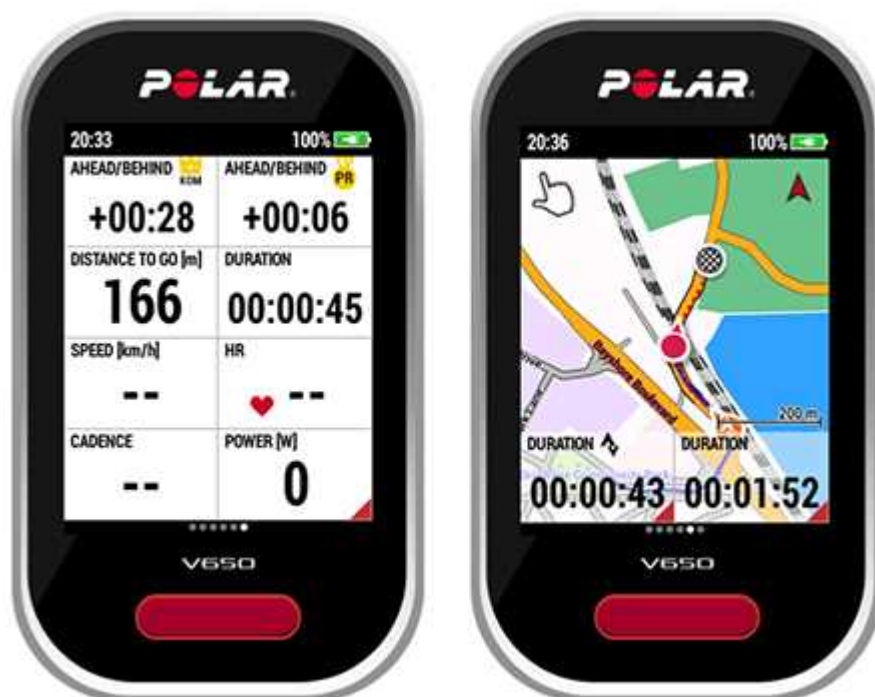 POLAR
20:33 100%
AHEAD/BEHIND KOM AHEAD/BEHIND PR
+00:28 +00:06
DISTANCE TO GO [m] DURATION
166 00:00:45
SPEED [km/h] HR
-- --
CADENCE POWER [W]
-- 0
V650
POLAR
20:36 100%
Bayshore Boulevard
200 m
DURATION DURATION
00:00:43 00:01:52
V650